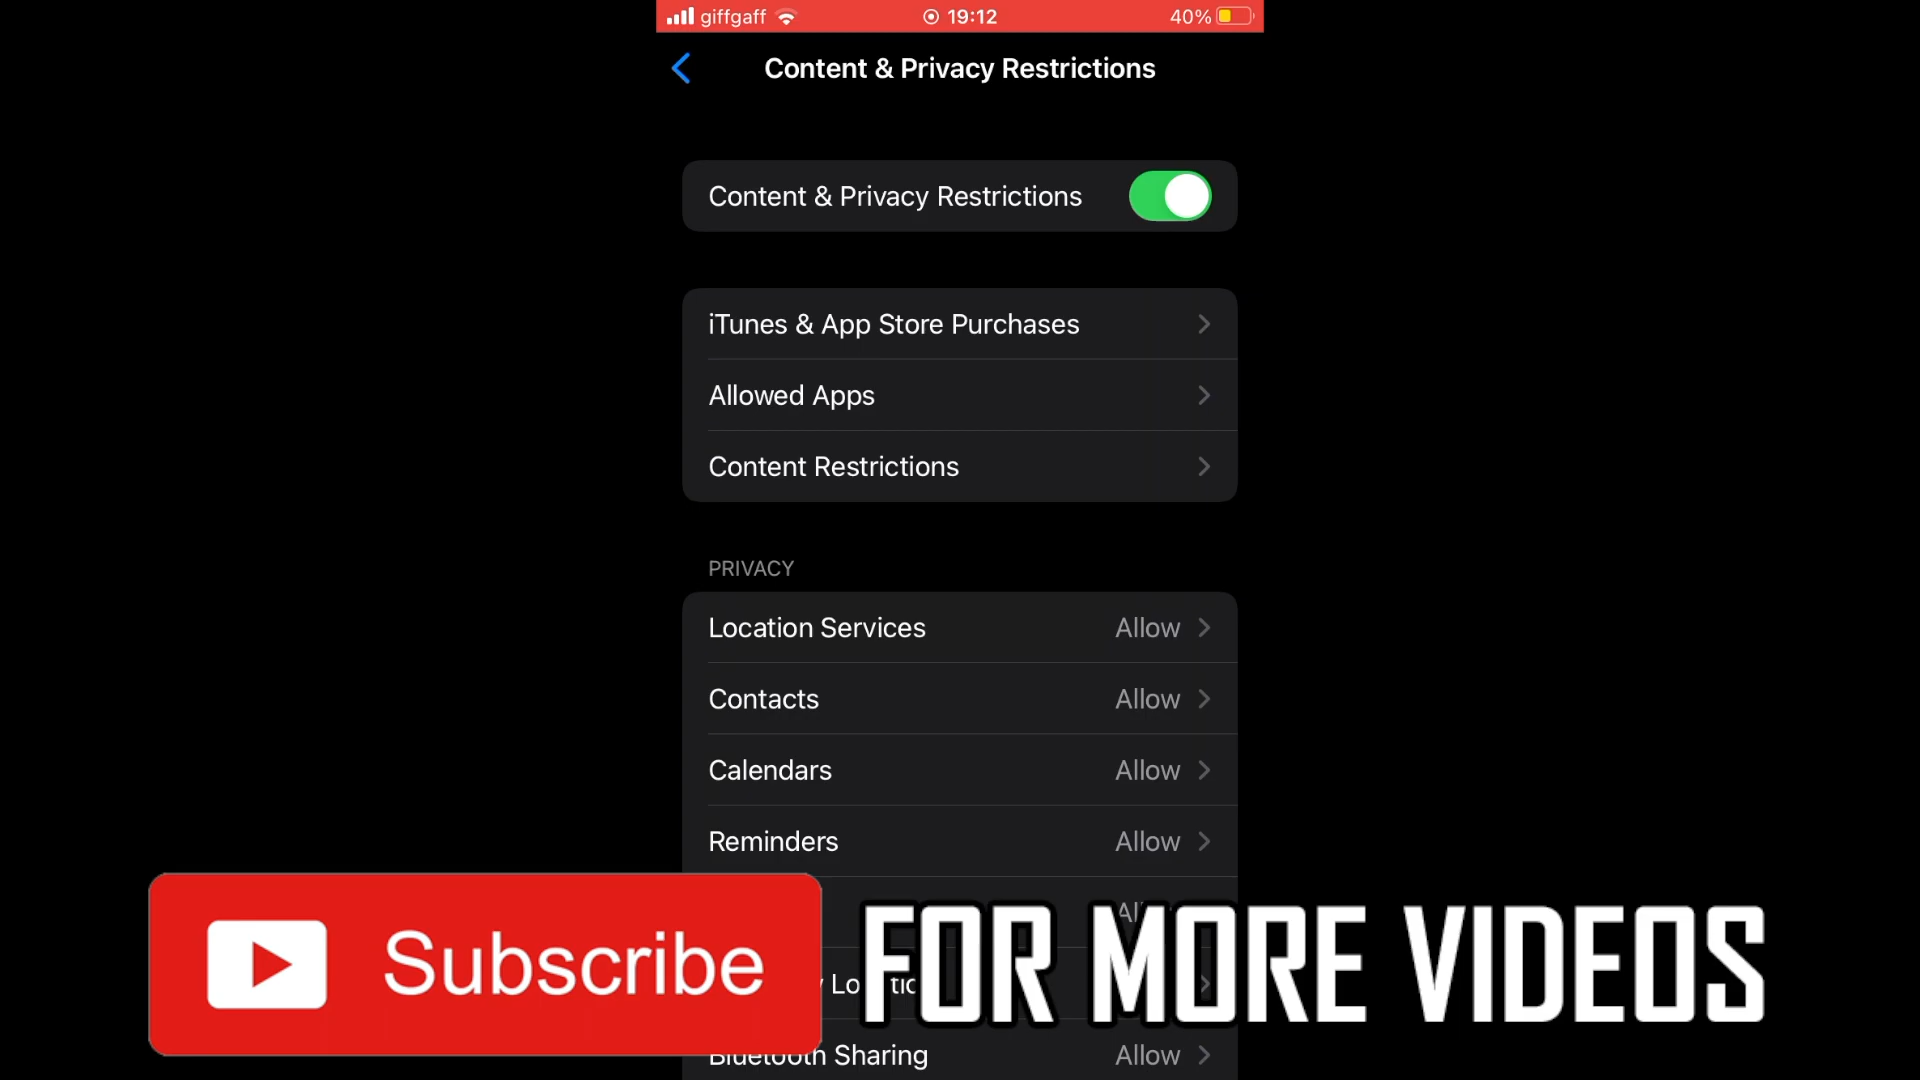 giffgaff 19:12 40%
Content & Privacy Restrictions
Content & Privacy Restrictions
iTunes & App Store Purchases
Allowed Apps
Content Restrictions
PRIVACY
Location Services Allow
Contacts Allow
Calendars Allow
Reminders Allow
Subscribe FOR MORE VIDEOS
Bluetooth Sharing Allow